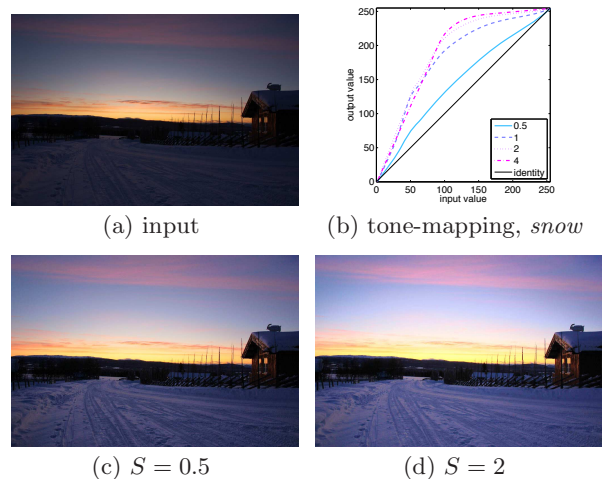 (a) input
250
200
150
100
50
0
output value
0 50 100 150 200 250
input value
0.5
1
2
4
identity
(b) tone-mapping, snow
(c) S = 0.5
(d) S = 2